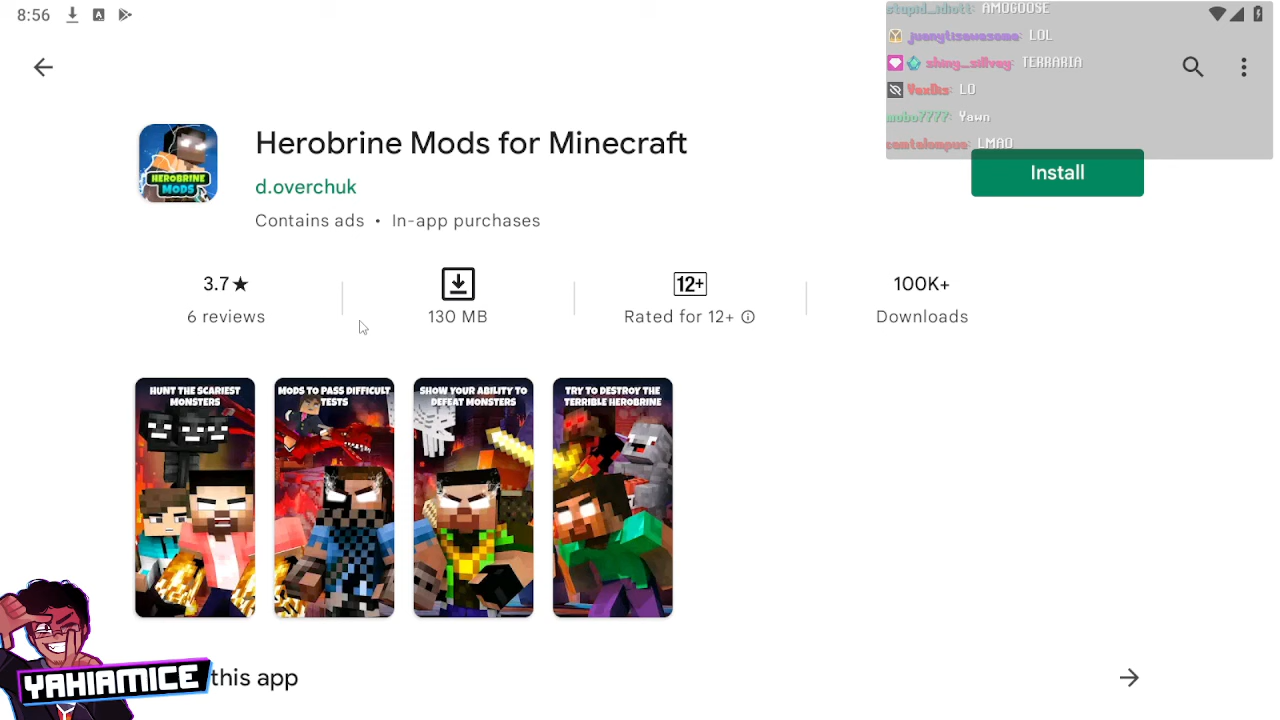 8:56
stupid_idiott: AMOGOOSE
juanytisawesome: LOL
TERRARIA
LO
mobo7777: Yawn
LMAO
Herobrine Mods for Minecraft
d.overchuk
Contains ads • In-app purchases
Install
HEROBRINE
MODS
3.7★
6 reviews
130 MB
12+
Rated for 12+
100K+
Downloads
HUNT THE SCARIEST
MONSTERS
MODS TO PASS DIFFICULT
TESTS
SHOW YOUR ABILITY TO
DEFEAT MONSTERS
TRY TO DESTROY THE
TERRIBLE HEROBRINE
YAHIAMICE
this app